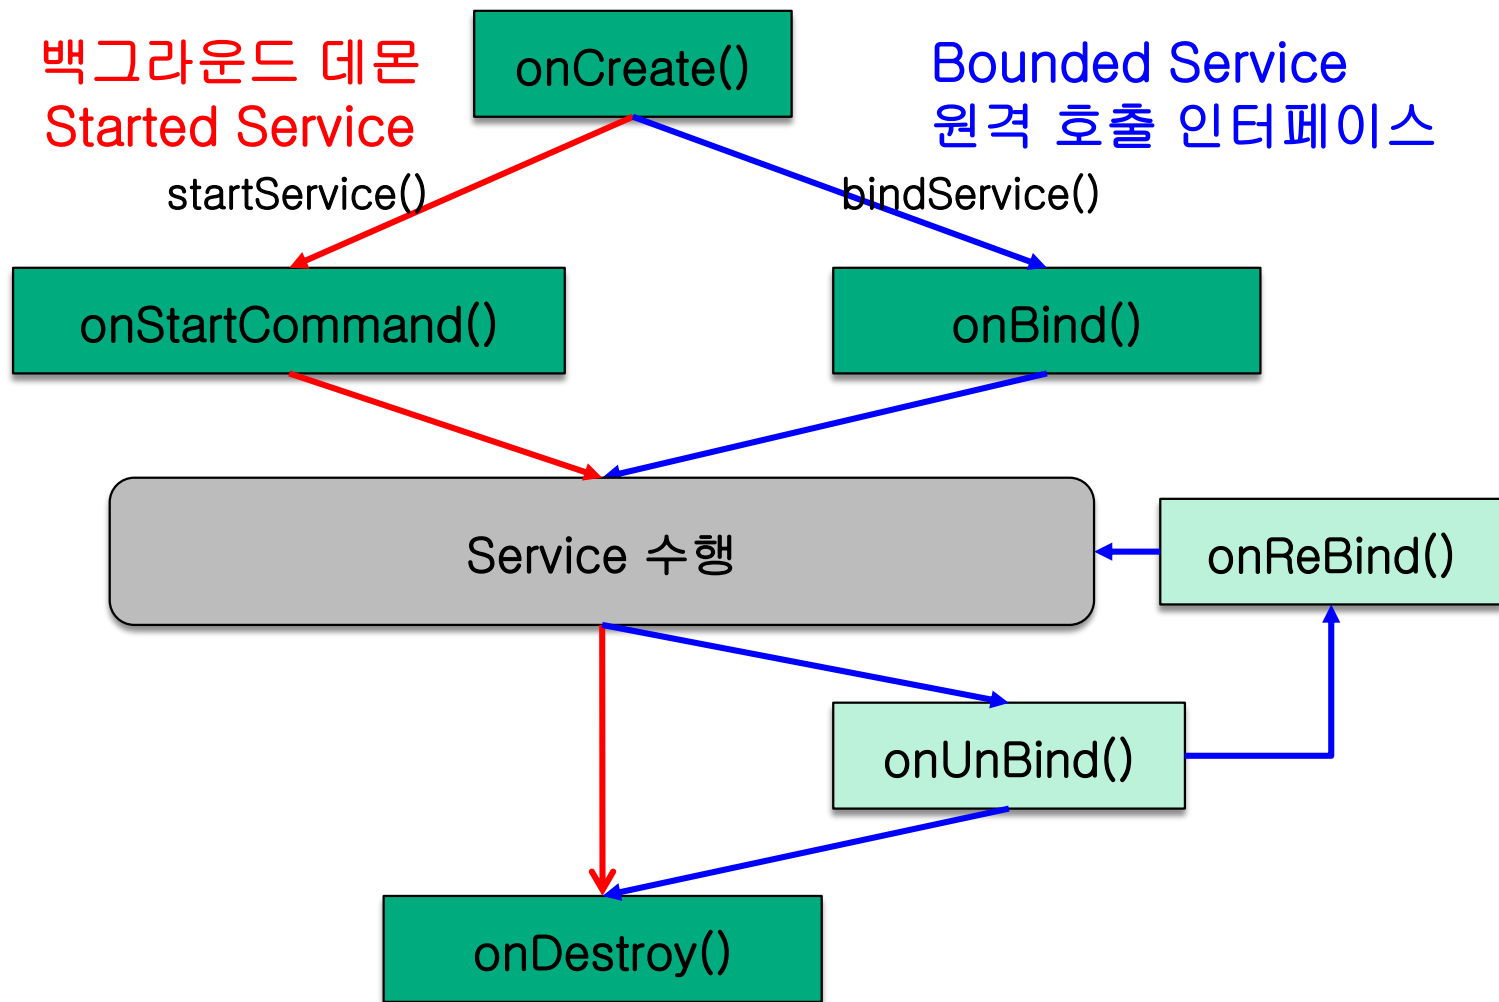 백그라운드 데몬
Started Service
onCreate()
Bounded Service
원격 호출 인터페이스
startService()
bindService()
onStartCommand()
onBind()
Service 수행
onReBind()
onUnBind()
onDestroy()